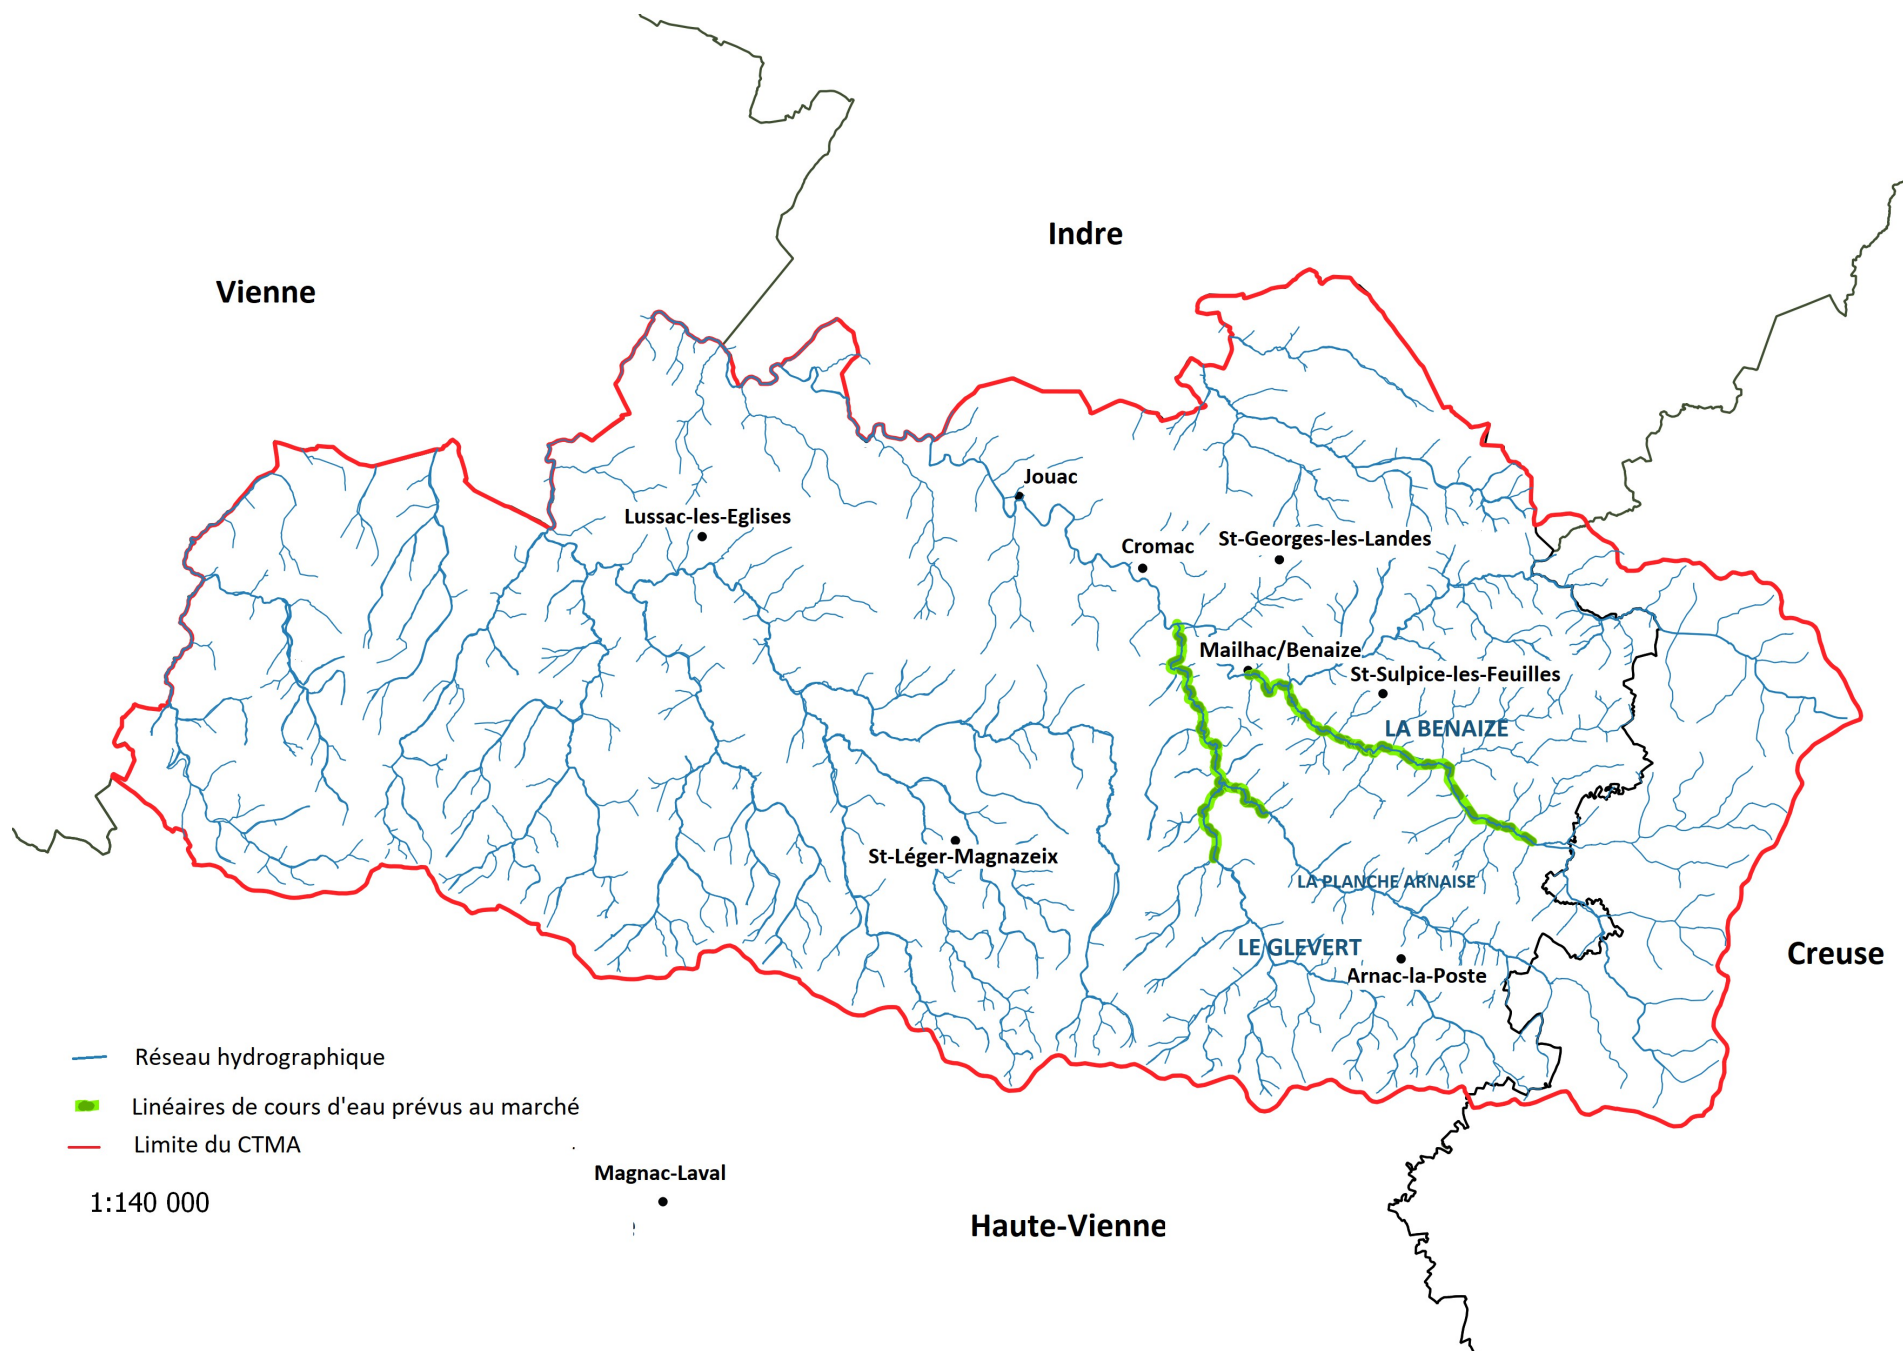 Indre
Vienne
Jouac
Lussac-les-Eglises
St-Georges-les-Landes
Cromac
Mailhac/Benaize
St-Sulpice-les-Feuilles
LA BENAIZE
St-Léger-Magnazeix
LA PLANCHE ARNAISE
LE GLEVERT
Creuse
Arnac-la-Poste
Réseau hydrographique
Linéaires de cours d'eau prévus au marché
Limite du CTMA
Magnac-Laval
1:140 000
Haute-Vienne